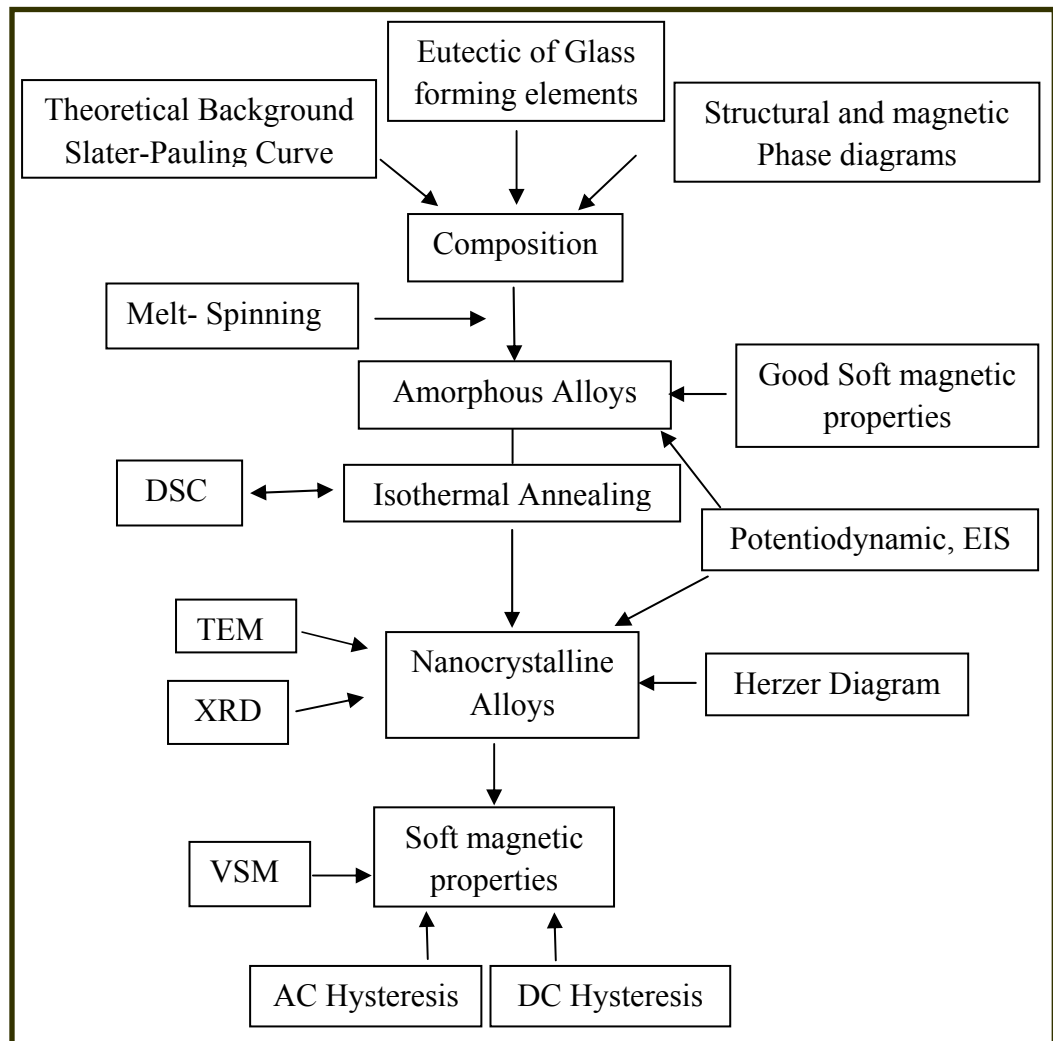 Eutectic of Glass
forming elements
Theoretical Background
Slater-Pauling Curve
Structural and magnetic
Phase diagrams
Composition
Melt- Spinning
Amorphous Alloys
Good Soft magnetic
properties
DSC
Isothermal Annealing
Potentiodynamic, EIS
TEM
Nanocrystalline
Alloys
XRD
Herzer Diagram
Soft magnetic
properties
VSM
AC Hysteresis
DC Hysteresis